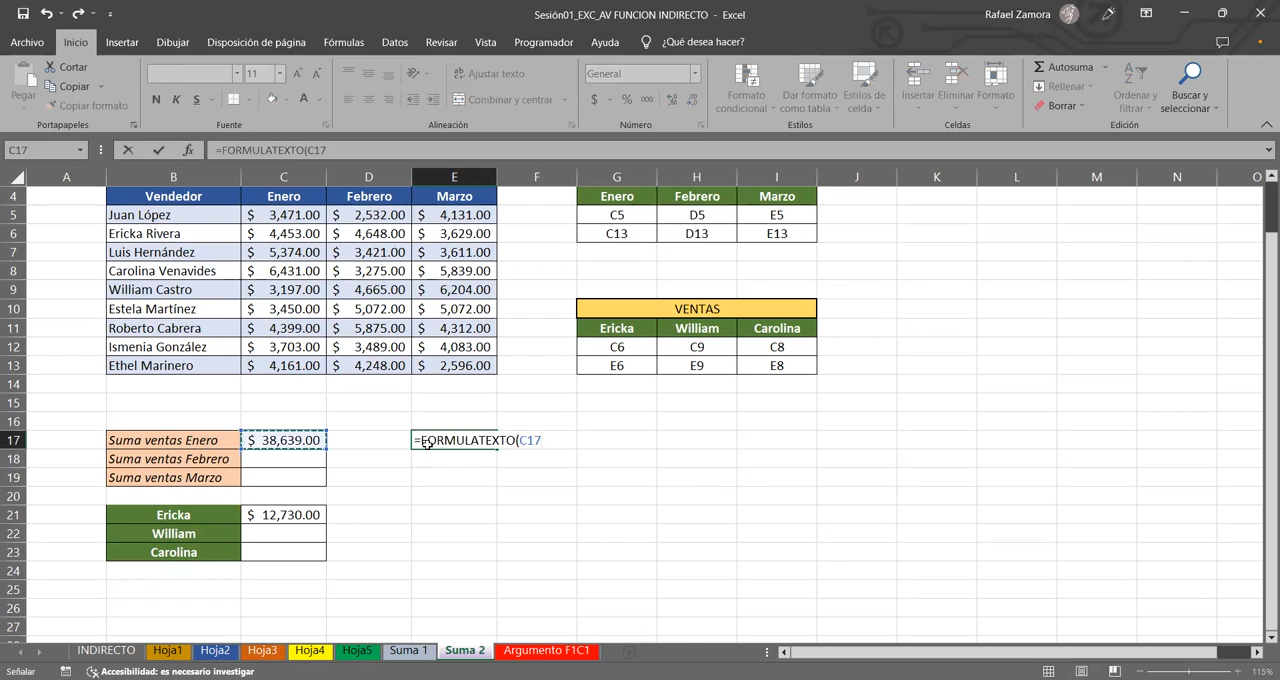 Sesión01_EXC_AV FUNCION INDIRECTO - Excel
Rafael Zamora
Archivo Inicio Insertar Dibujar Disposición de página Fórmulas Datos Revisar Vista Programador Ayuda ¿Qué desea hacer?
Pegar
Cortar
Copiar
Copiar formato
Portapapeles
11
N K S
A
Fuente
Ajustar texto
Combinar y centrar
Alineación
General
$ % 000
Número
Formato condicional
Dar formato como tabla
Estilos de celda
Estilos
Insertar Eliminar Formato
Celdas
Autosuma
Rellenar
Borrar
Ordenar y filtrar
Buscar y seleccionar
Edición
C17 fx =FORMULATEXTO(C17
A B C D E F G H I J K L M N O
4 Vendedor Enero Febrero Marzo Enero Febrero Marzo
5 Juan López $ 3,471.00 $ 2,532.00 $ 4,131.00 C5 D5 E5
6 Ericka Rivera $ 4,453.00 $ 4,648.00 $ 3,629.00 C13 D13 E13
7 Luis Hernández $ 5,374.00 $ 3,421.00 $ 3,611.00
8 Carolina Venavides $ 6,431.00 $ 3,275.00 $ 5,839.00
9 William Castro $ 3,197.00 $ 4,665.00 $ 6,204.00
10 Estela Martínez $ 3,450.00 $ 5,072.00 $ 5,072.00 VENTAS
11 Roberto Cabrera $ 4,399.00 $ 5,875.00 $ 4,312.00 Ericka William Carolina
12 Ismenia González $ 3,703.00 $ 3,489.00 $ 4,083.00 C6 C9 C8
13 Ethel Marinero $ 4,161.00 $ 4,248.00 $ 2,596.00 E6 E9 E8
14
15
16
17 Suma ventas Enero $ 38,639.00 =FORMULATEXTO(C17
18 Suma ventas Febrero
19 Suma ventas Marzo
20
21 Ericka $ 12,730.00
22 William
23 Carolina
24
25
26
27
INDIRECTO Hoja1 Hoja2 Hoja3 Hoja4 Hoja5 Suma 1 Suma 2 Argumento F1C1
Señalar Accesibilidad: es necesario investigar 115%